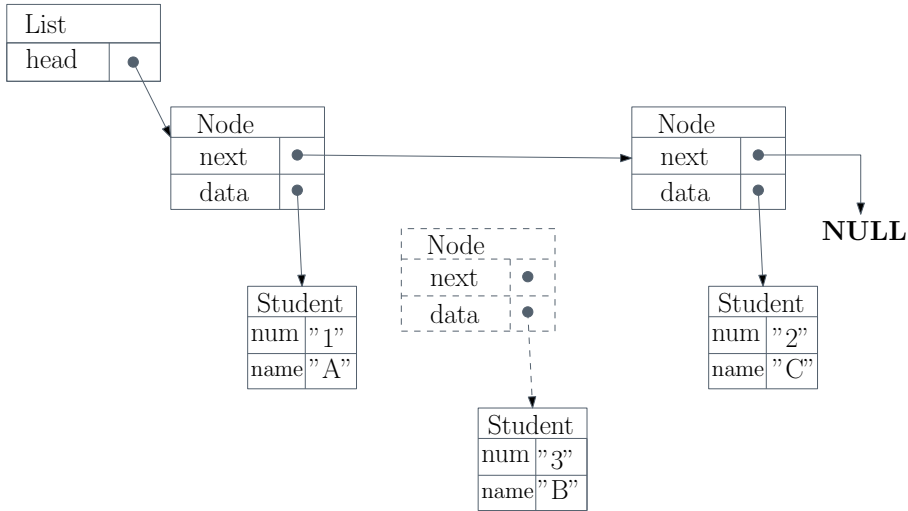 List
head
Node
next
data
Node
next
data
NULL
Node
next
data
Student
num "1"
name "A"
Student
num "2"
name "C"
Student
num "3"
name "B"